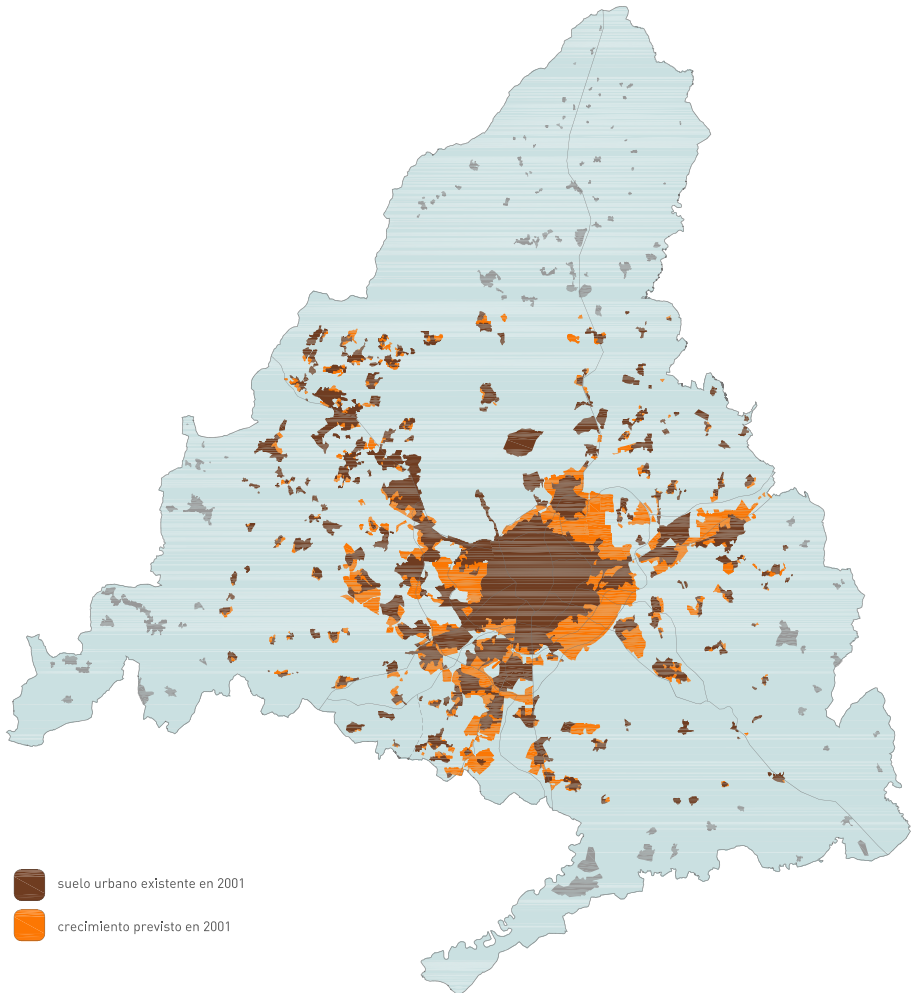 suelo urbano existente en 2001
crecimiento previsto en 2001